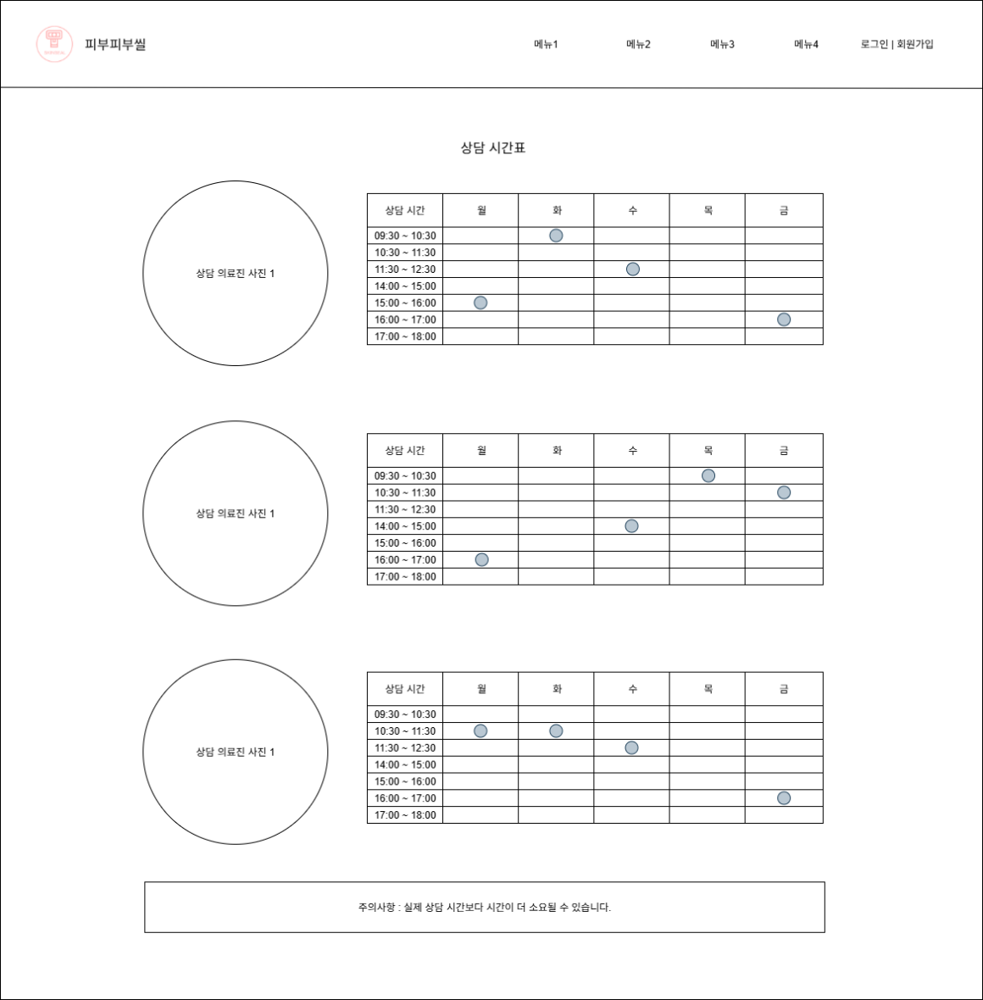 피부피부씰
메뉴1 메뉴2 메뉴3 메뉴4 로그인 | 회원가입
상담 시간표
상담 의료진 사진 1
상담 시간 월 화 수 목 금
09:30 ~ 10:30
10:30 ~ 11:30
11:30 ~ 12:30
14:00 ~ 15:00
15:00 ~ 16:00
16:00 ~ 17:00
17:00 ~ 18:00
상담 의료진 사진 1
상담 시간 월 화 수 목 금
09:30 ~ 10:30
10:30 ~ 11:30
11:30 ~ 12:30
14:00 ~ 15:00
15:00 ~ 16:00
16:00 ~ 17:00
17:00 ~ 18:00
상담 의료진 사진 1
상담 시간 월 화 수 목 금
09:30 ~ 10:30
10:30 ~ 11:30
11:30 ~ 12:30
14:00 ~ 15:00
15:00 ~ 16:00
16:00 ~ 17:00
17:00 ~ 18:00
주의사항 : 실제 상담 시간보다 시간이 더 소요될 수 있습니다.